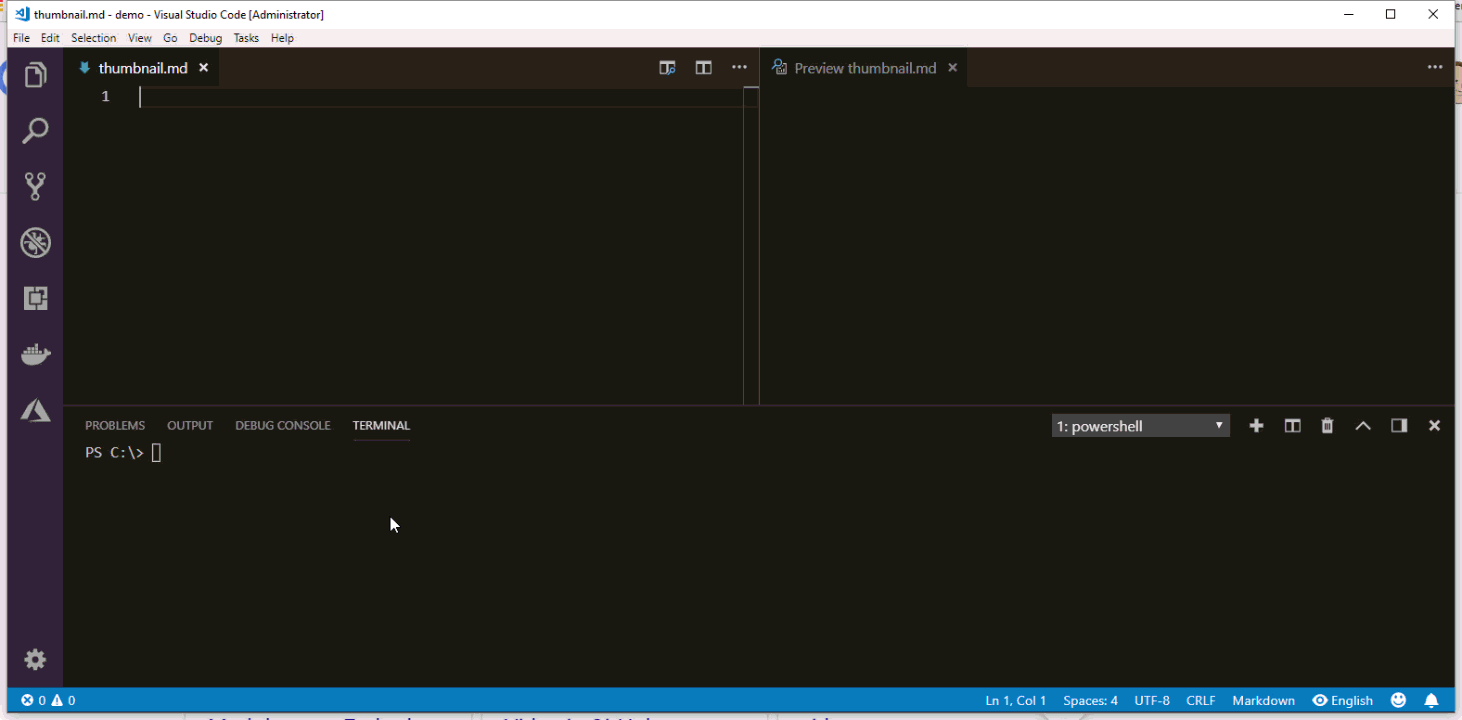 thumbnail.md - demo - Visual Studio Code [Administrator]
File Edit Selection View Go Debug Tasks Help
thumbnail.md
Preview thumbnail.md
1
PROBLEMS OUTPUT DEBUG CONSOLE TERMINAL
1: powershell
PS C:\>
0 0
Ln 1, Col 1 Spaces: 4 UTF-8 CRLF Markdown English